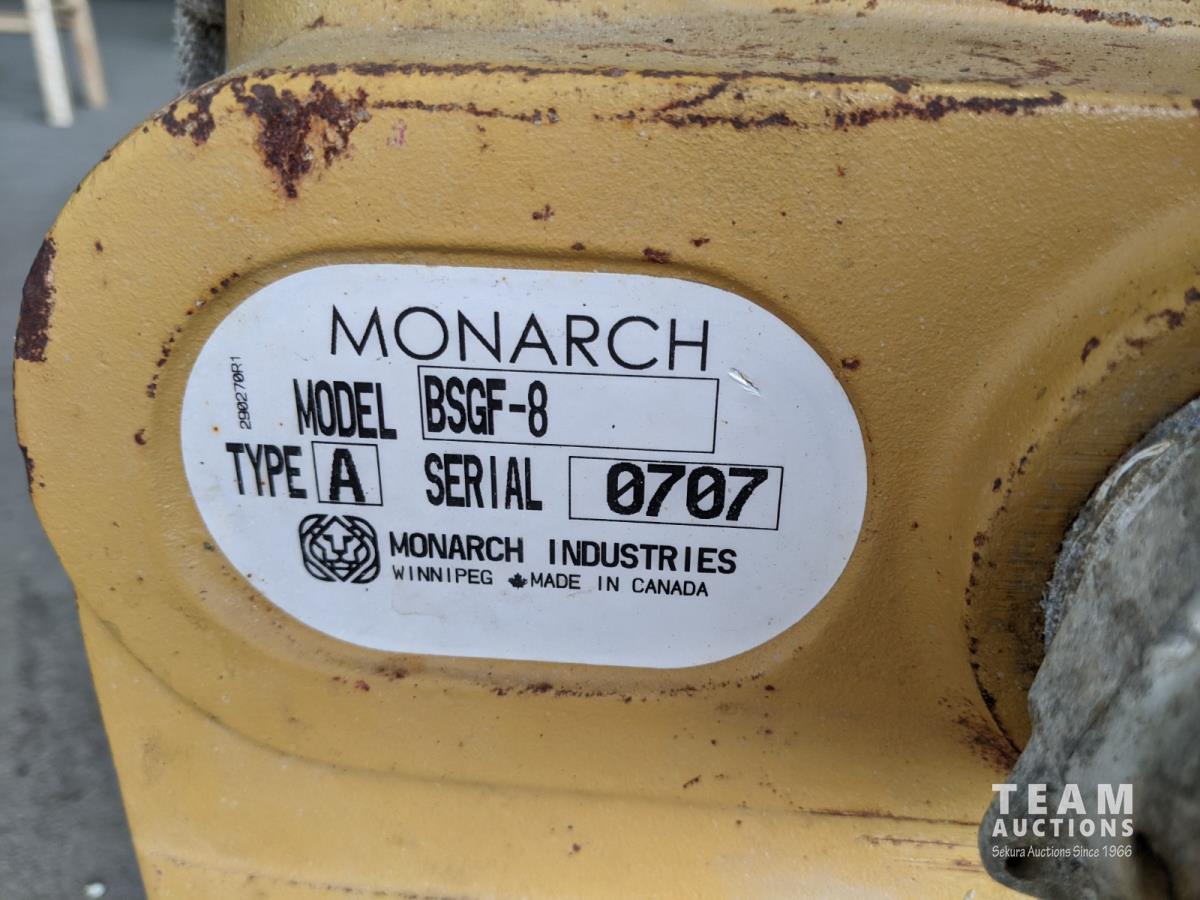 MONARCH
290270R1
MODEL BSGF-8
TYPE A SERIAL 0707
MONARCH INDUSTRIES
WINNIPEG MADE IN CANADA
TEAM
AUCTIONS
Sekura Auctions Since 1966